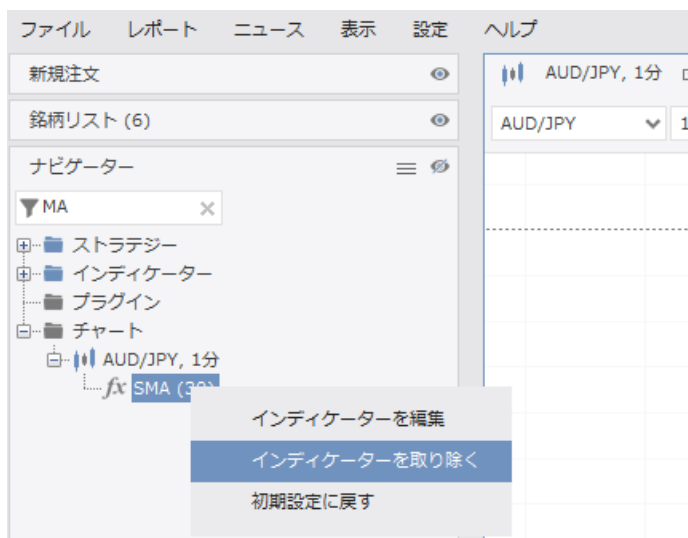 ファイル レポート ニュース 表示 設定 ヘルプ
新規注文
銘柄リスト (6)
ナビゲーター
MA
ストラテジー
インディケーター
プラグイン
チャート
AUD/JPY, 1分
fx SMA (30)
インディケーターを編集
インディケーターを取り除く
初期設定に戻す
AUD/JPY, 1分
AUD/JPY 1